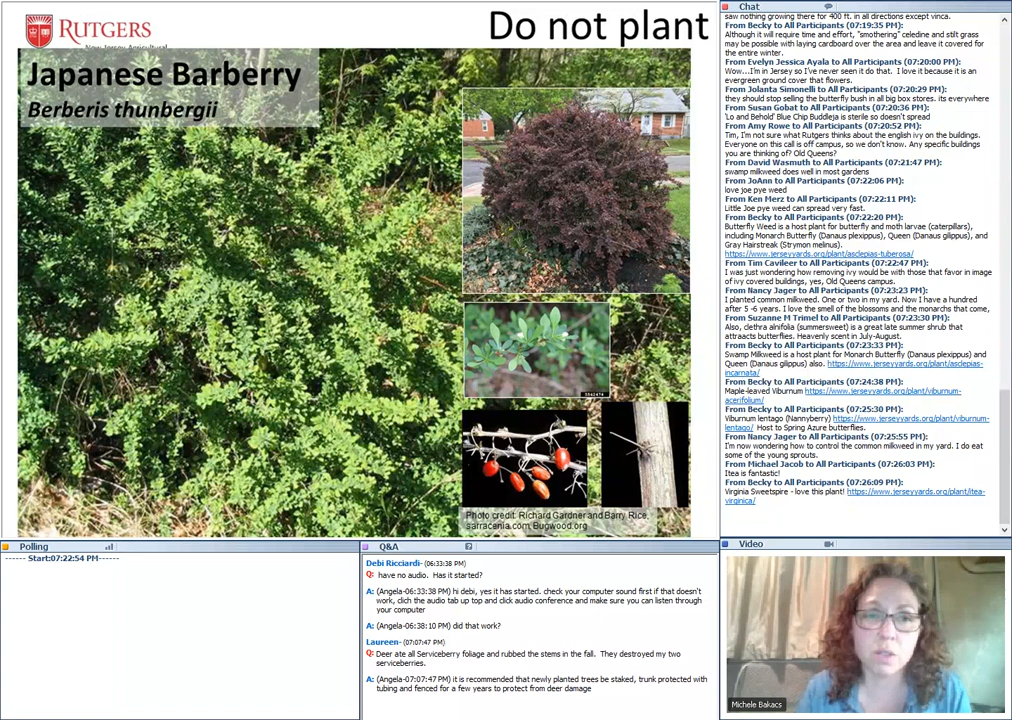 RUTGERS
New Jersey Agricultural
Do not plant
Japanese Barberry
Berberis thunbergii
Photo credit: Richard Gardner and Barry Rice,
sarracenia.com, Bugwood.org
Chat
saw nothing growing there for 400 ft. in all directions except vinca.
From Becky to All Participants (07:19:35 PM):
Although it will require time and effort, "smothering" celedine and stilt grass
may be possible with laying cardboard over the area and leave it covered for
the entire winter.
From Evelyn Jessica Ayala to All Participants (07:20:00 PM):
Wow...I'm in Jersey so I've never seen it do that.  I love it because it is an
evergreen ground cover that flowers.
From Jolanta Simonelli to All Participants (07:20:29 PM):
they should stop selling the butterfly bush in all big box stores. its everywhere
From Susan Gobat to All Participants (07:20:36 PM):
'Lo and Behold' Blue Chip Buddleja is sterile so doesn't spread
From Amy Rowe to All Participants (07:20:52 PM):
Tim, I'm not sure what Rutgers thinks about the english ivy on the buildings.
Everyone on this call is off campus, so we don't know. Any specific buildings
you are thinking of? Old Queens?
From David Wasmuth to All Participants (07:21:47 PM):
swamp milkweed does well in most gardens
From JoAnn to All Participants (07:22:06 PM):
love joe pye weed
From Ken Merz to All Participants (07:22:11 PM):
Little Joe pye weed can spread very fast.
From Becky to All Participants (07:22:20 PM):
Butterfly Weed is a host plant for butterfly and moth larvae (caterpillars),
including Monarch Butterfly (Danaus plexippus), Queen (Danaus gilippus), and
Gray Hairstreak (Strymon melinus).
https://www.jerseyyards.org/plant/asclepias-tuberosa/
From Tim Cavileer to All Participants (07:22:47 PM):
I was just wondering how removing ivy would be with those that favor in image
of ivy covered buildings, yes, Old Queens campus.
From Nancy Jager to All Participants (07:23:23 PM):
I planted common milkweed. One or two in my yard. Now I have a hundred
after 5 -6 years. I love the smell of the blossoms and the monarchs that come,
From Suzanne M Trimel to All Participants (07:23:30 PM):
Also, clethra alnifolia (summersweet) is a great late summer shrub that
attraacts butterflies. Heavenly scent in July-August.
From Becky to All Participants (07:23:33 PM):
Swamp Milkweed is a host plant for Monarch Butterfly (Danaus plexippus) and
Queen (Danaus gilippus) also. https://www.jerseyyards.org/plant/asclepias-
incarnata/
From Becky to All Participants (07:24:38 PM):
Maple-leaved Viburnum https://www.jerseyyards.org/plant/viburnum-
acerifolium/
From Becky to All Participants (07:25:30 PM):
Viburnum lentago (Nannyberry) https://www.jerseyyards.org/plant/viburnum-
lentago/ Host to Spring Azure butterflies.
From Nancy Jager to All Participants (07:25:55 PM):
I'm now wondering how to control the common milkweed in my yard. I do eat
some of the young sprouts.
From Michael Jacob to All Participants (07:26:03 PM):
Itea is fantastic!
From Becky to All Participants (07:26:09 PM):
Virginia Sweetspire - love this plant! https://www.jerseyyards.org/plant/itea-
virginica/
Polling
------ Start:07:22:54 PM------
Q&A
Debi Ricciardi- (06:33:38 PM)
Q: have no audio.  Has it started?
A: (Angela-06:33:38 PM) hi debi, yes it has started. check your computer sound first if that doesn't
work, clich the audio tab up top and click audio conference and make sure you can listen through
your computer
A: (Angela-06:38:10 PM) did that work?
Laureen- (07:07:47 PM)
Q: Deer ate all Serviceberry foliage and rubbed the stems in the fall.  They destroyed my two
serviceberries.
A: (Angela-07:07:47 PM) it is recommended that newly planted trees be staked, trunk protected with
tubing and fenced for a few years to protect from deer damage
Video
Michele Bakacs